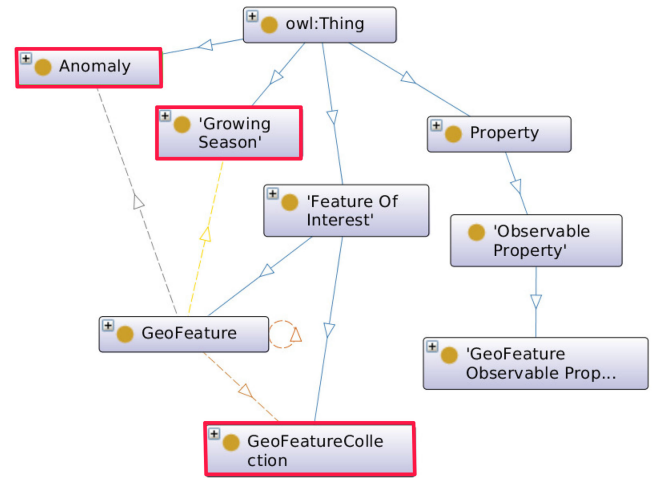 owl:Thing
Anomaly
'Growing
Season'
Property
'Feature Of
Interest'
'Observable
Property'
GeoFeature
'GeoFeature
Observable Prop...
GeoFeatureColle
ction